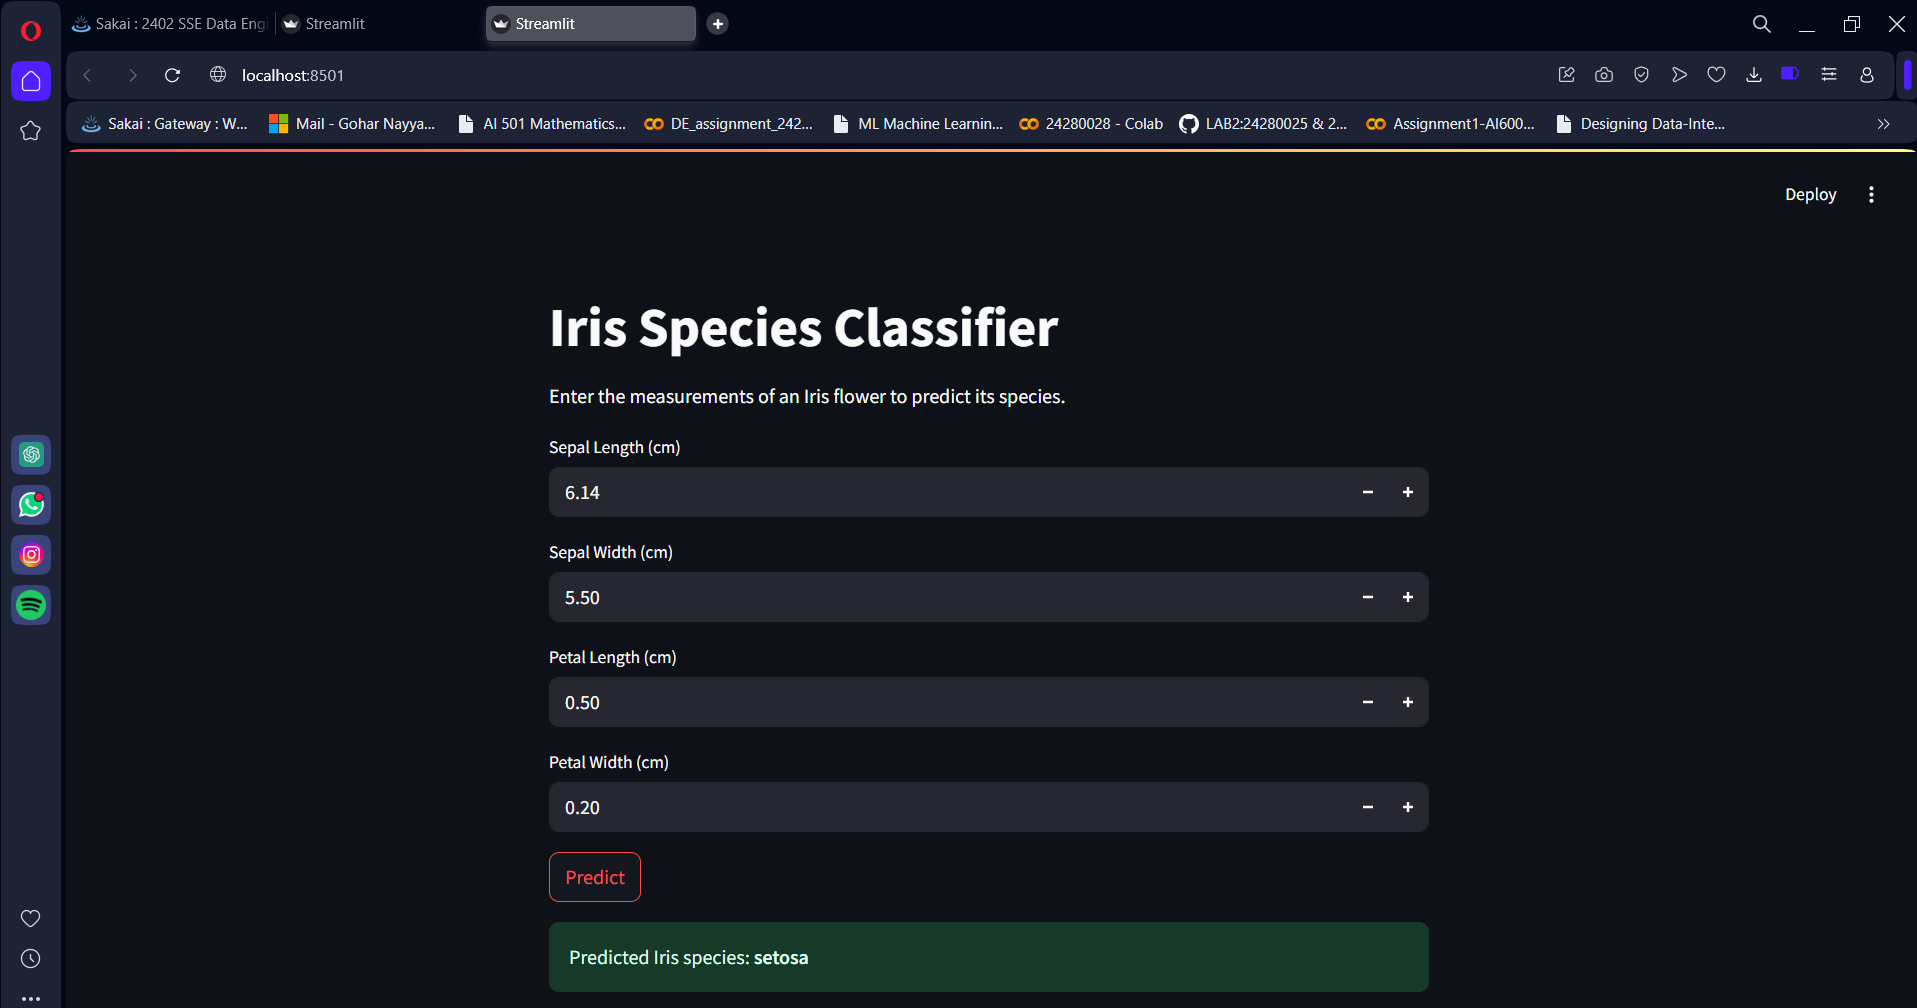 Sakai : 2402 SSE Data Engi
Streamlit
Streamlit
localhost:8501
Sakai : Gateway : W...
Mail - Gohar Nayya...
AI 501 Mathematics...
DE_assignment_242...
ML Machine Learnin...
24280028 - Colab
LAB2:24280025 & 2...
Assignment1-AI600...
Designing Data-Inte...
Deploy
Iris Species Classifier
Enter the measurements of an Iris flower to predict its species.
Sepal Length (cm)
6.14
Sepal Width (cm)
5.50
Petal Length (cm)
0.50
Petal Width (cm)
0.20
Predict
Predicted Iris species: setosa